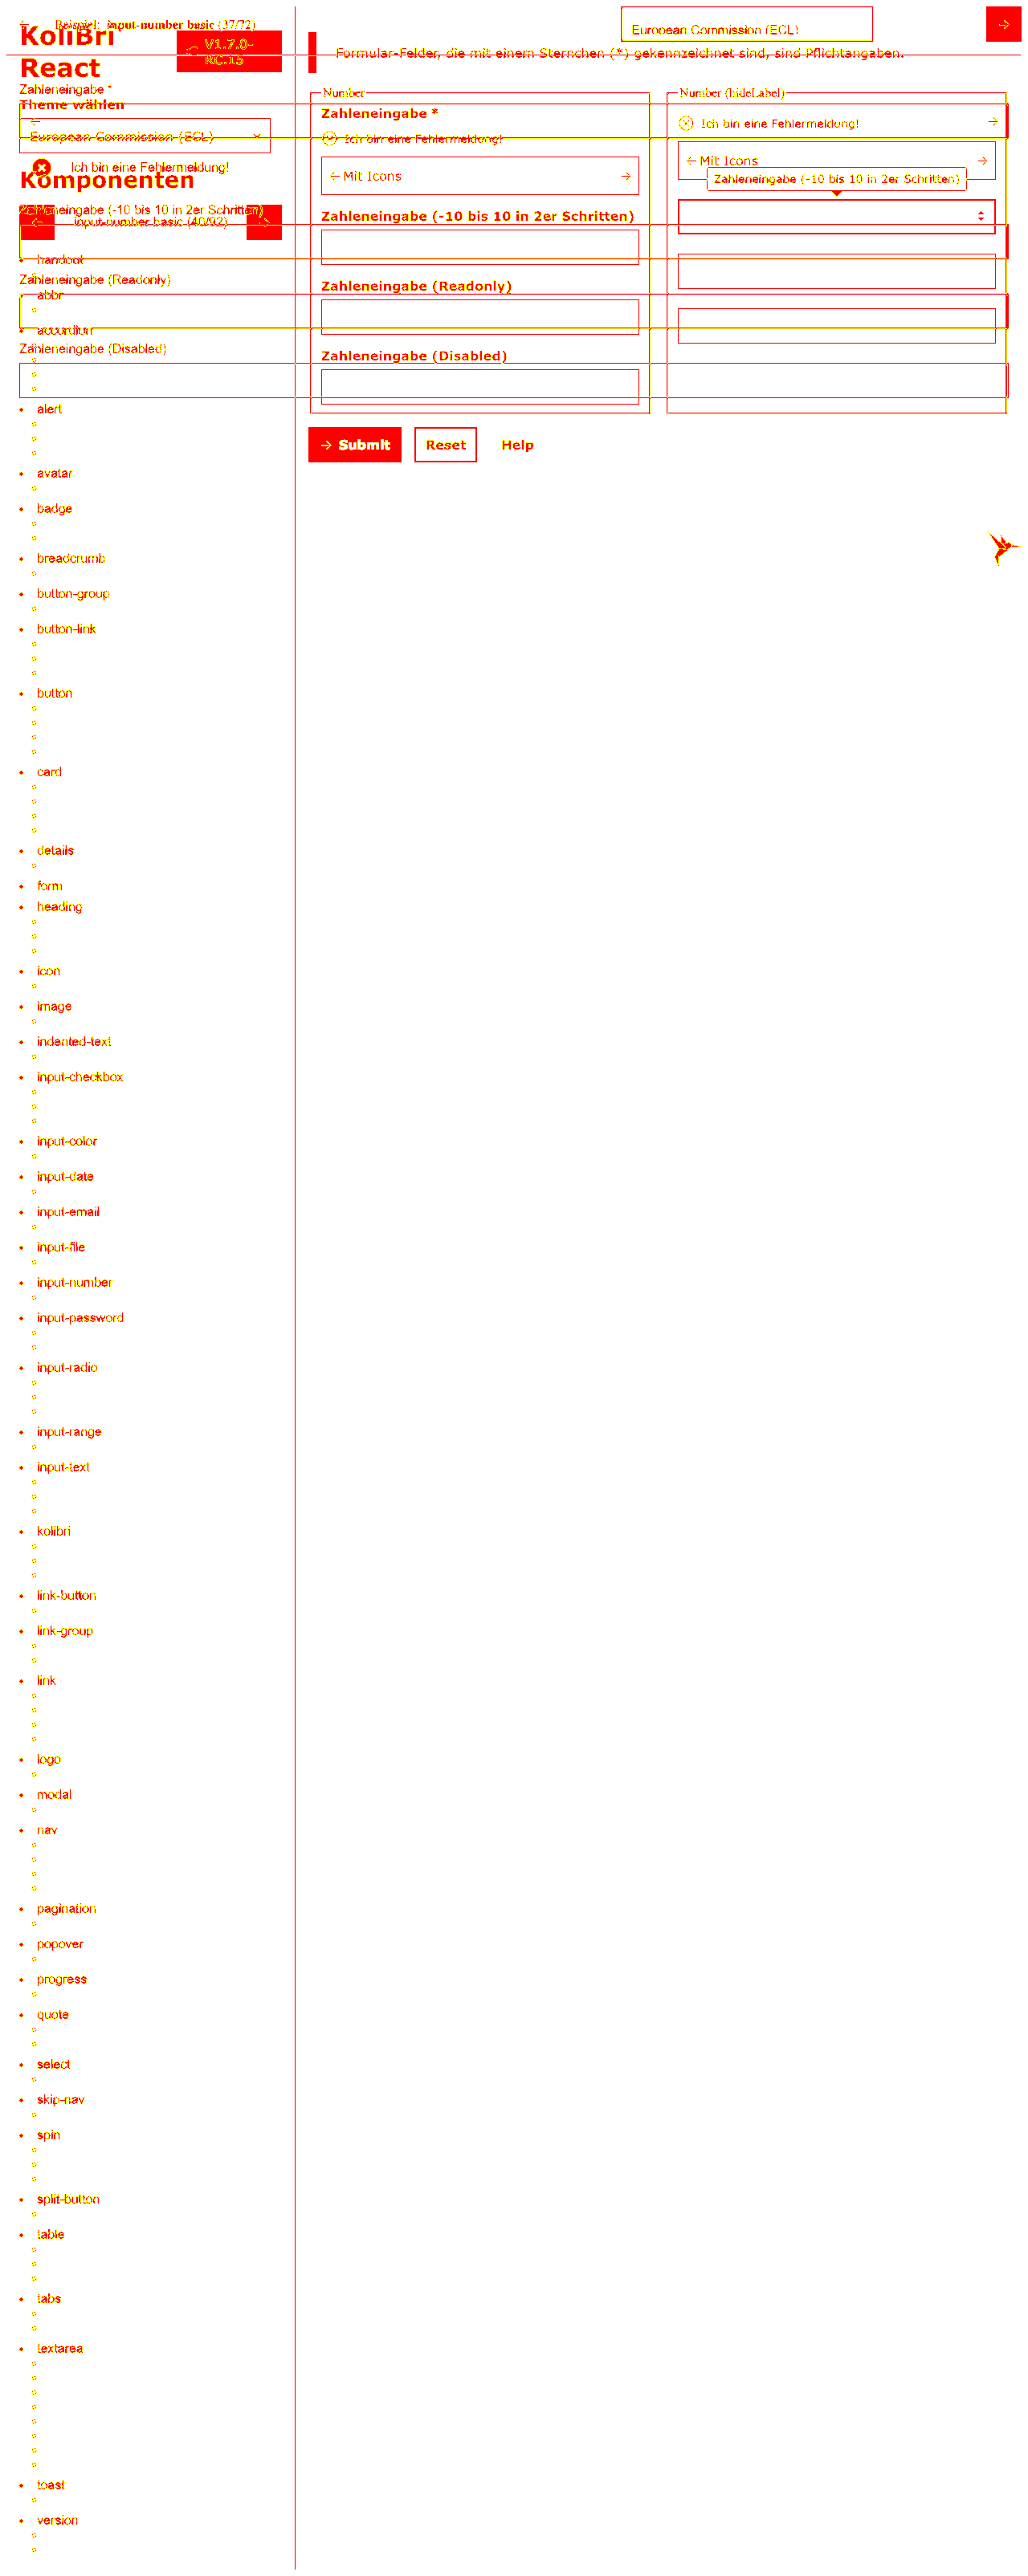 ← Beispiel: input-number basic (37/72)
European Commission (ECL)
→
KoliBri
React
V1.7.0-
RC.15
Formular-Felder, die mit einem Sternchen (*) gekennzeichnet sind, sind Pflichtangaben.
Zahleneingabe *
Theme wählen
European Commission (ECL)
Ich bin eine Fehlermeldung!
Komponenten
Zahleneingabe (-10 bis 10 in 2er Schritten)
input-number basic (40/92)
Zahleneingabe (Readonly)
Zahleneingabe (Disabled)
handout
abbr
accordion
alert
avatar
badge
breadcrumb
button-group
button-link
button
card
details
form
heading
icon
image
indented-text
input-checkbox
input-color
input-date
input-email
input-file
input-number
input-password
input-radio
input-range
input-text
kolibri
link-button
link-group
link
logo
modal
nav
pagination
popover
progress
quote
select
skip-nav
spin
split-button
table
tabs
textarea
toast
version
Number
Zahleneingabe *
Ich bin eine Fehlermeldung!
← Mit Icons →
Zahleneingabe (-10 bis 10 in 2er Schritten)
Zahleneingabe (Readonly)
Zahleneingabe (Disabled)
Number (hideLabel)
Ich bin eine Fehlermeldung!
← Mit Icons →
Zahleneingabe (-10 bis 10 in 2er Schritten)
→ Submit
Reset
Help